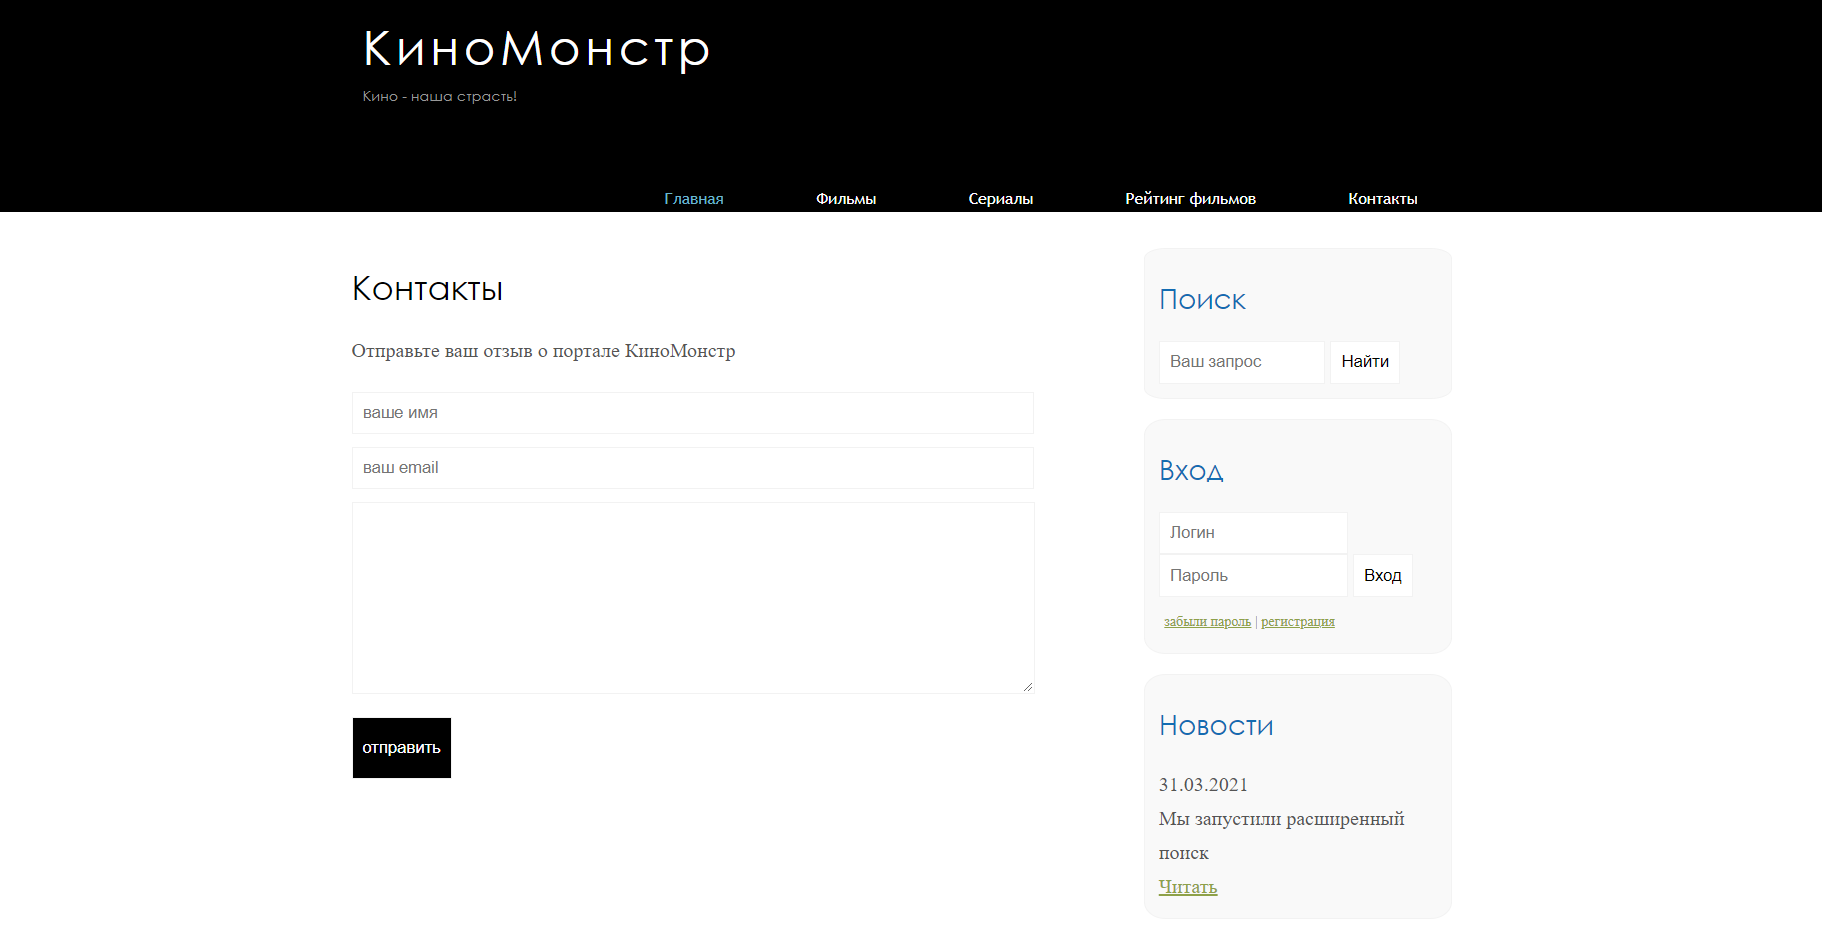 КиноМонстр
Кино - наша страсть!
Главная Фильмы Сериалы Рейтинг фильмов Контакты
Контакты
Отправьте ваш отзыв о портале КиноМонстр
ваше имя
ваш email
отправить
Поиск
Ваш запрос Найти
Вход
Логин
Пароль Вход
забыли пароль | регистрация
Новости
31.03.2021
Мы запустили расширенный
поиск
Читать